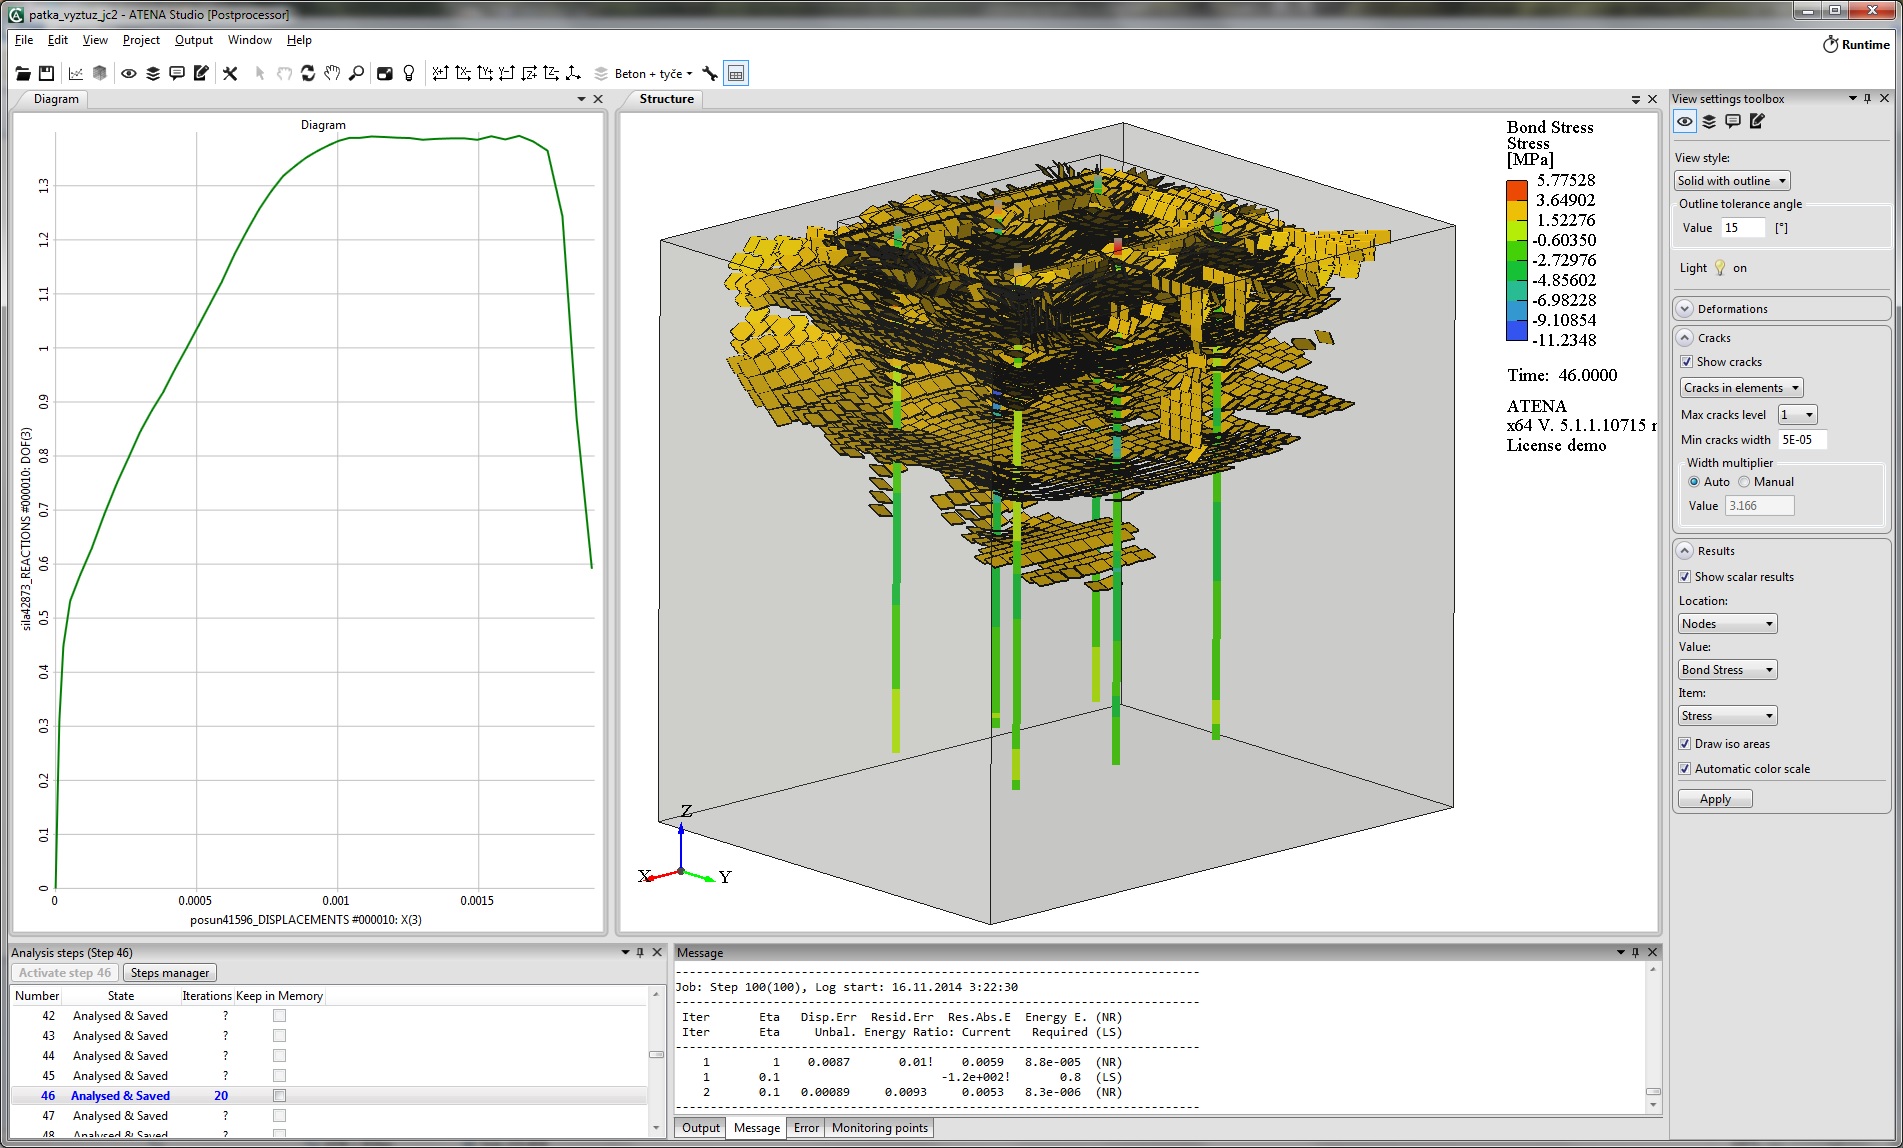 patka_vyztuz_jc2 - ATENA Studio [Postprocessor]
File Edit View Project Output Window Help
Runtime
Beton + tyče
Diagram
Diagram
1.3
1.2
1.1
1
0.9
0.8
0.7
0.6
0.5
0.4
0.3
0.2
0.1
0
sila42873_REACTIONS #000010: DOF(3)
0 0.0005 0.001 0.0015
posun41596_DISPLACEMENTS #000010: X(3)
Structure
Bond Stress
Stress
[MPa]
5.77528
3.64902
1.52276
-0.60350
-2.72976
-4.85602
-6.98228
-9.10854
-11.2348
Time: 46.0000
ATENA
x64 V. 5.1.1.10715 r
License demo
Z
X
Y
View settings toolbox
View style:
Solid with outline
Outline tolerance angle
Value 15 [°]
Light on
Deformations
Cracks
Show cracks
Cracks in elements
Max cracks level 1
Min cracks width 5E-05
Width multiplier
Auto Manual
Value 3.166
Results
Show scalar results
Location:
Nodes
Value:
Bond Stress
Item:
Stress
Draw iso areas
Automatic color scale
Apply
Analysis steps (Step 46)
Activate step 46 Steps manager
Number State Iterations Keep in Memory
42 Analysed & Saved ?
43 Analysed & Saved ?
44 Analysed & Saved ?
45 Analysed & Saved ?
46 Analysed & Saved 20
47 Analysed & Saved ?
48 Analysed & Saved ?
Message
-----------------------------------------------------------------------
Job: Step 100(100), Log start: 16.11.2014 3:22:30
-----------------------------------------------------------------------
Iter Eta Disp.Err Resid.Err Res.Abs.E Energy E. (NR)
Iter Eta Unbal. Energy Ratio: Current Required (LS)
-----------------------------------------------------------------------
1 1 0.0087 0.01! 0.0059 8.8e-005 (NR)
1 0.1 -1.2e+002! 0.8 (LS)
2 0.1 0.00089 0.0093 0.0053 8.3e-006 (NR)
-----------------------------------------------------------------------
Output Message Error Monitoring points